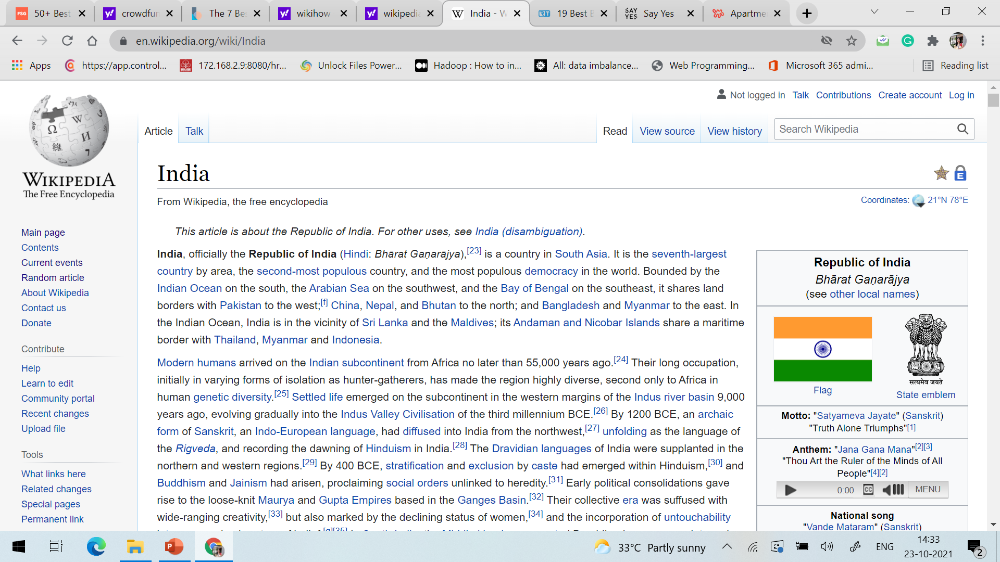 50+ Best
crowdfun
The 7 Bes
wikihow
wikipedia
India - W
19 Best B
SAY YES Say Yes
Apartme
en.wikipedia.org/wiki/India
Apps
https://app.control...
172.168.2.9:8080/hr...
Unlock Files Power...
Hadoop : How to in...
All: data imbalance...
Web Programming...
Microsoft 365 admi...
Reading list
Not logged in Talk Contributions Create account Log in
Article Talk Read View source View history Search Wikipedia
WIKIPEDIA
The Free Encyclopedia
Main page
Contents
Current events
Random article
About Wikipedia
Contact us
Donate
Contribute
Help
Learn to edit
Community portal
Recent changes
Upload file
Tools
What links here
Related changes
Special pages
Permanent link
India
From Wikipedia, the free encyclopedia
Coordinates: 21°N 78°E
This article is about the Republic of India. For other uses, see India (disambiguation).
India, officially the Republic of India (Hindi: Bhārat Gaṇarājya),[23] is a country in South Asia. It is the seventh-largest
country by area, the second-most populous country, and the most populous democracy in the world. Bounded by the
Indian Ocean on the south, the Arabian Sea on the southwest, and the Bay of Bengal on the southeast, it shares land
borders with Pakistan to the west;[f] China, Nepal, and Bhutan to the north; and Bangladesh and Myanmar to the east. In
the Indian Ocean, India is in the vicinity of Sri Lanka and the Maldives; its Andaman and Nicobar Islands share a maritime
border with Thailand, Myanmar and Indonesia.
Modern humans arrived on the Indian subcontinent from Africa no later than 55,000 years ago.[24] Their long occupation,
initially in varying forms of isolation as hunter-gatherers, has made the region highly diverse, second only to Africa in
human genetic diversity.[25] Settled life emerged on the subcontinent in the western margins of the Indus river basin 9,000
years ago, evolving gradually into the Indus Valley Civilisation of the third millennium BCE.[26] By 1200 BCE, an archaic
form of Sanskrit, an Indo-European language, had diffused into India from the northwest,[27] unfolding as the language of
the Rigveda, and recording the dawning of Hinduism in India.[28] The Dravidian languages of India were supplanted in the
northern and western regions.[29] By 400 BCE, stratification and exclusion by caste had emerged within Hinduism,[30] and
Buddhism and Jainism had arisen, proclaiming social orders unlinked to heredity.[31] Early political consolidations gave
rise to the loose-knit Maurya and Gupta Empires based in the Ganges Basin.[32] Their collective era was suffused with
wide-ranging creativity,[33] but also marked by the declining status of women,[34] and the incorporation of untouchability
Republic of India
Bhārat Gaṇarājya
(see other local names)
सत्यमेव जयते
Flag
State emblem
Motto: "Satyameva Jayate" (Sanskrit)
"Truth Alone Triumphs"[1]
Anthem: "Jana Gana Mana"[2][3]
"Thou Art the Ruler of the Minds of All
People"[4][2]
0:00 CC MENU
National song
"Vande Mataram" (Sanskrit)
33°C Partly sunny
ENG
14:33
23-10-2021
2